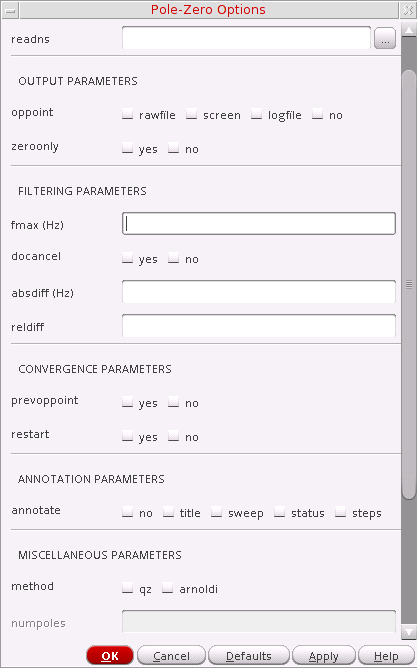 Pole-Zero Options
readns ...
OUTPUT PARAMETERS
oppoint rawfile screen logfile no
zeroonly yes no
FILTERING PARAMETERS
fmax (Hz)
docancel yes no
absdiff (Hz)
reldiff
CONVERGENCE PARAMETERS
prevoppoint yes no
restart yes no
ANNOTATION PARAMETERS
annotate no title sweep status steps
MISCELLANEOUS PARAMETERS
method qz arnoldi
numpoles
OK Cancel Defaults Apply Help